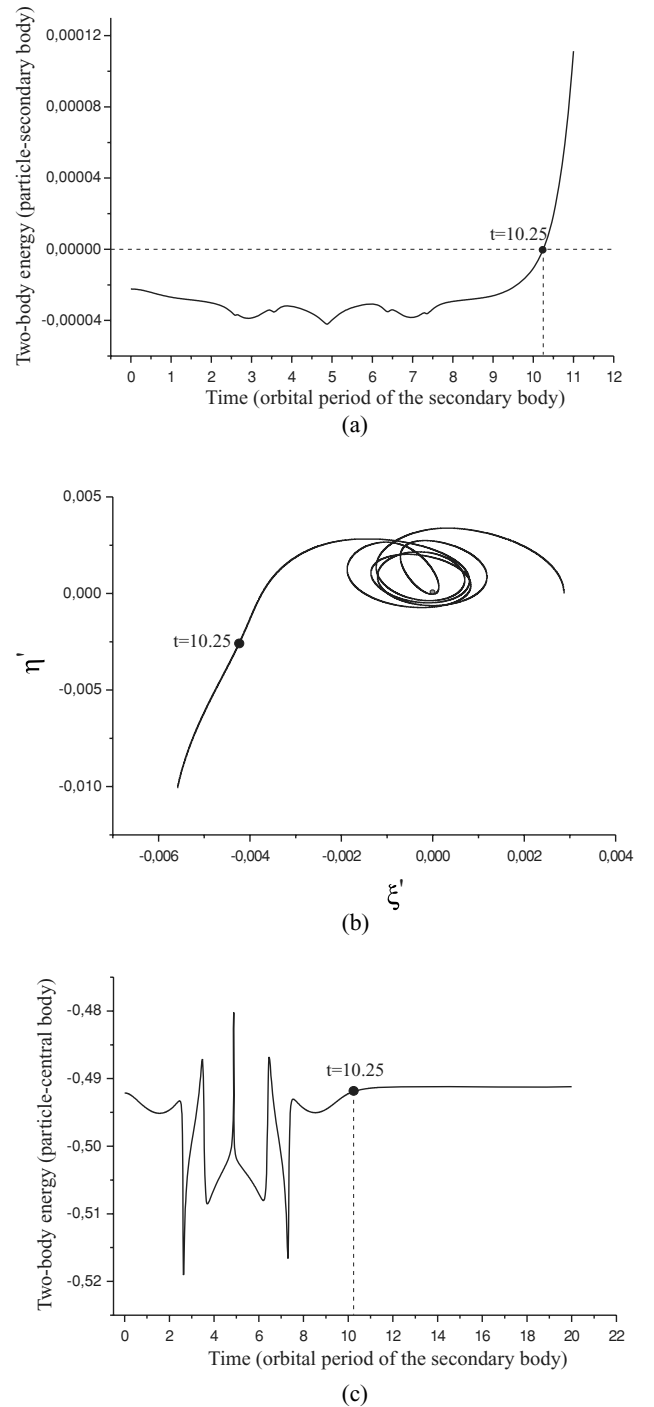 0,00012
0,00008
0,00004
0,00000
-0,00004
Two-body energy (particle-secondary body)
t=10.25
0 1 2 3 4 5 6 7 8 9 10 11 12
Time (orbital period of the secondary body)
(a)
0,005
0,000
-0,005
-0,010
η'
t=10.25
-0,006 -0,004 -0,002 0,000 0,002 0,004
ξ'
(b)
-0,48
-0,49
-0,50
-0,51
-0,52
Two-body energy (particle-central body)
t=10.25
0 2 4 6 8 10 12 14 16 18 20 22
Time (orbital period of the secondary body)
(c)